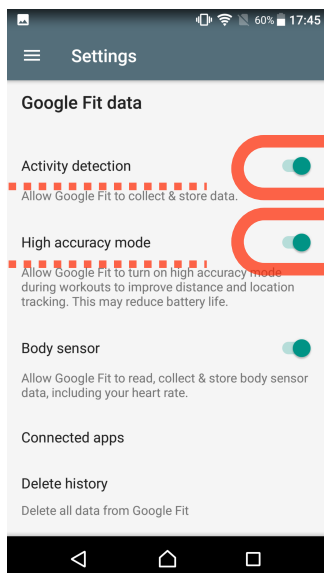 60% 17:45
Settings
Google Fit data
Activity detection
Allow Google Fit to collect & store data.
High accuracy mode
Allow Google Fit to turn on high accuracy mode
during workouts to improve distance and location
tracking. This may reduce battery life.
Body sensor
Allow Google Fit to read, collect & store body sensor
data, including your heart rate.
Connected apps
Delete history
Delete all data from Google Fit